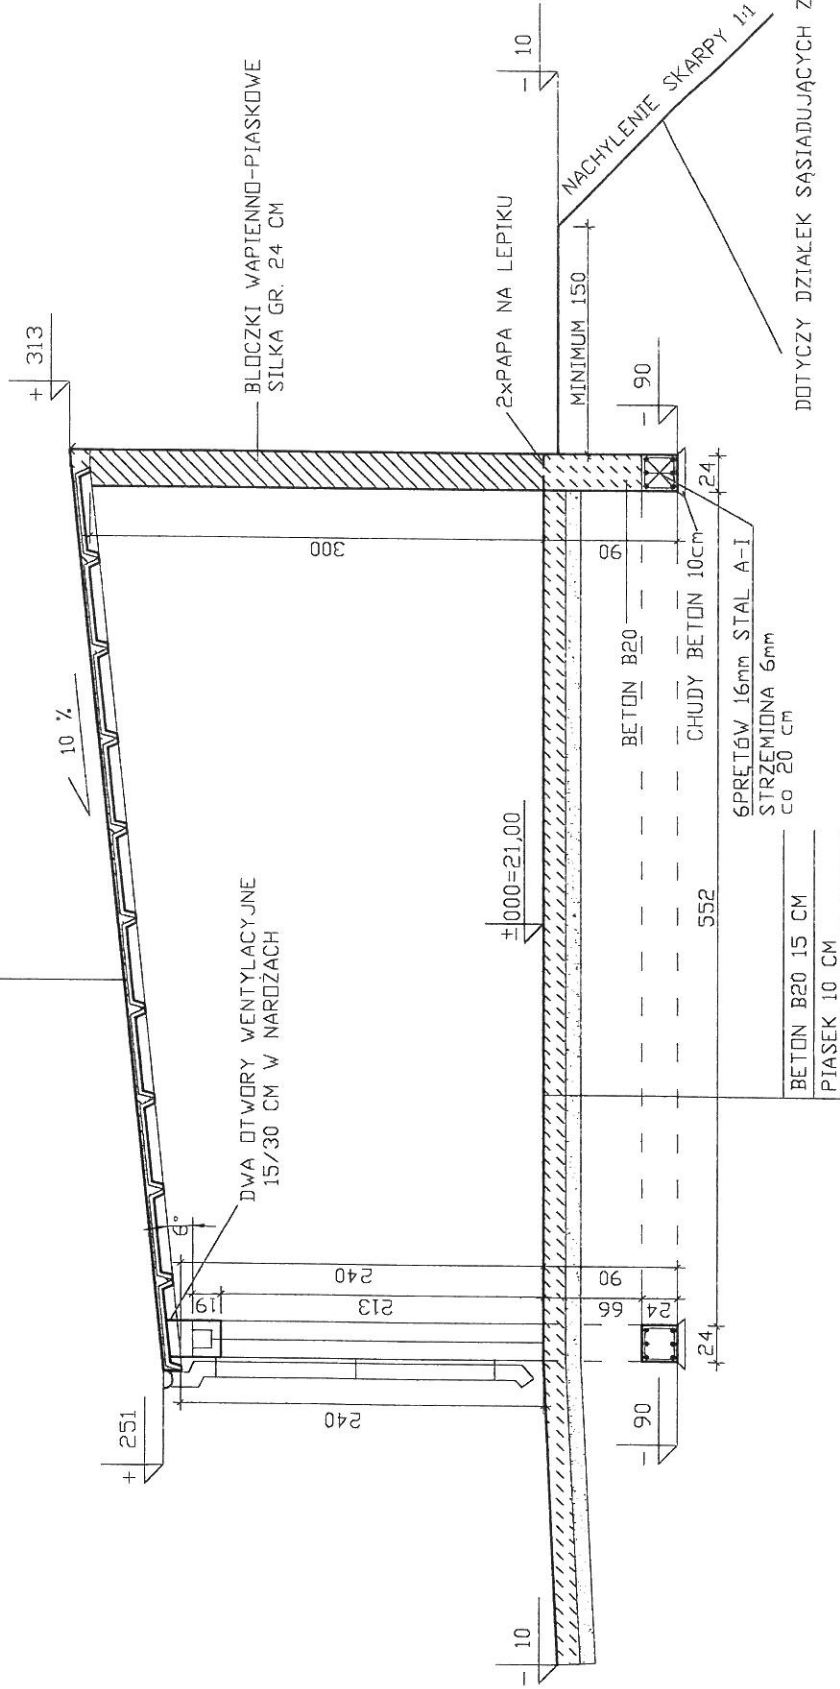 + 313
10 %
BLOCZKI WAPIENNO-PIASKOWE
SILKA GR. 24 CM
+ 251
DWA OTWORY WENTYLACYJNE
15/30 CM W NAROŻACH
6°
19
240
213
240
300
±000=21,00
2xPAPA NA LEPIKU
- 10
- 10
NACHYLENIE SKARPY 1:1
MINIMUM 150
90
66
24
24
- 90
90
BETON B20
- 90
24
CHUDY BETON 10cm
552
6PRĘTÓW 16mm STAL A-I
STRZEMIONA 6mm
co 20 cm
BETON B20 15 CM
PIASEK 10 CM
DOTYCZY DZIAŁEK SĄSIADUJĄCYCH Z